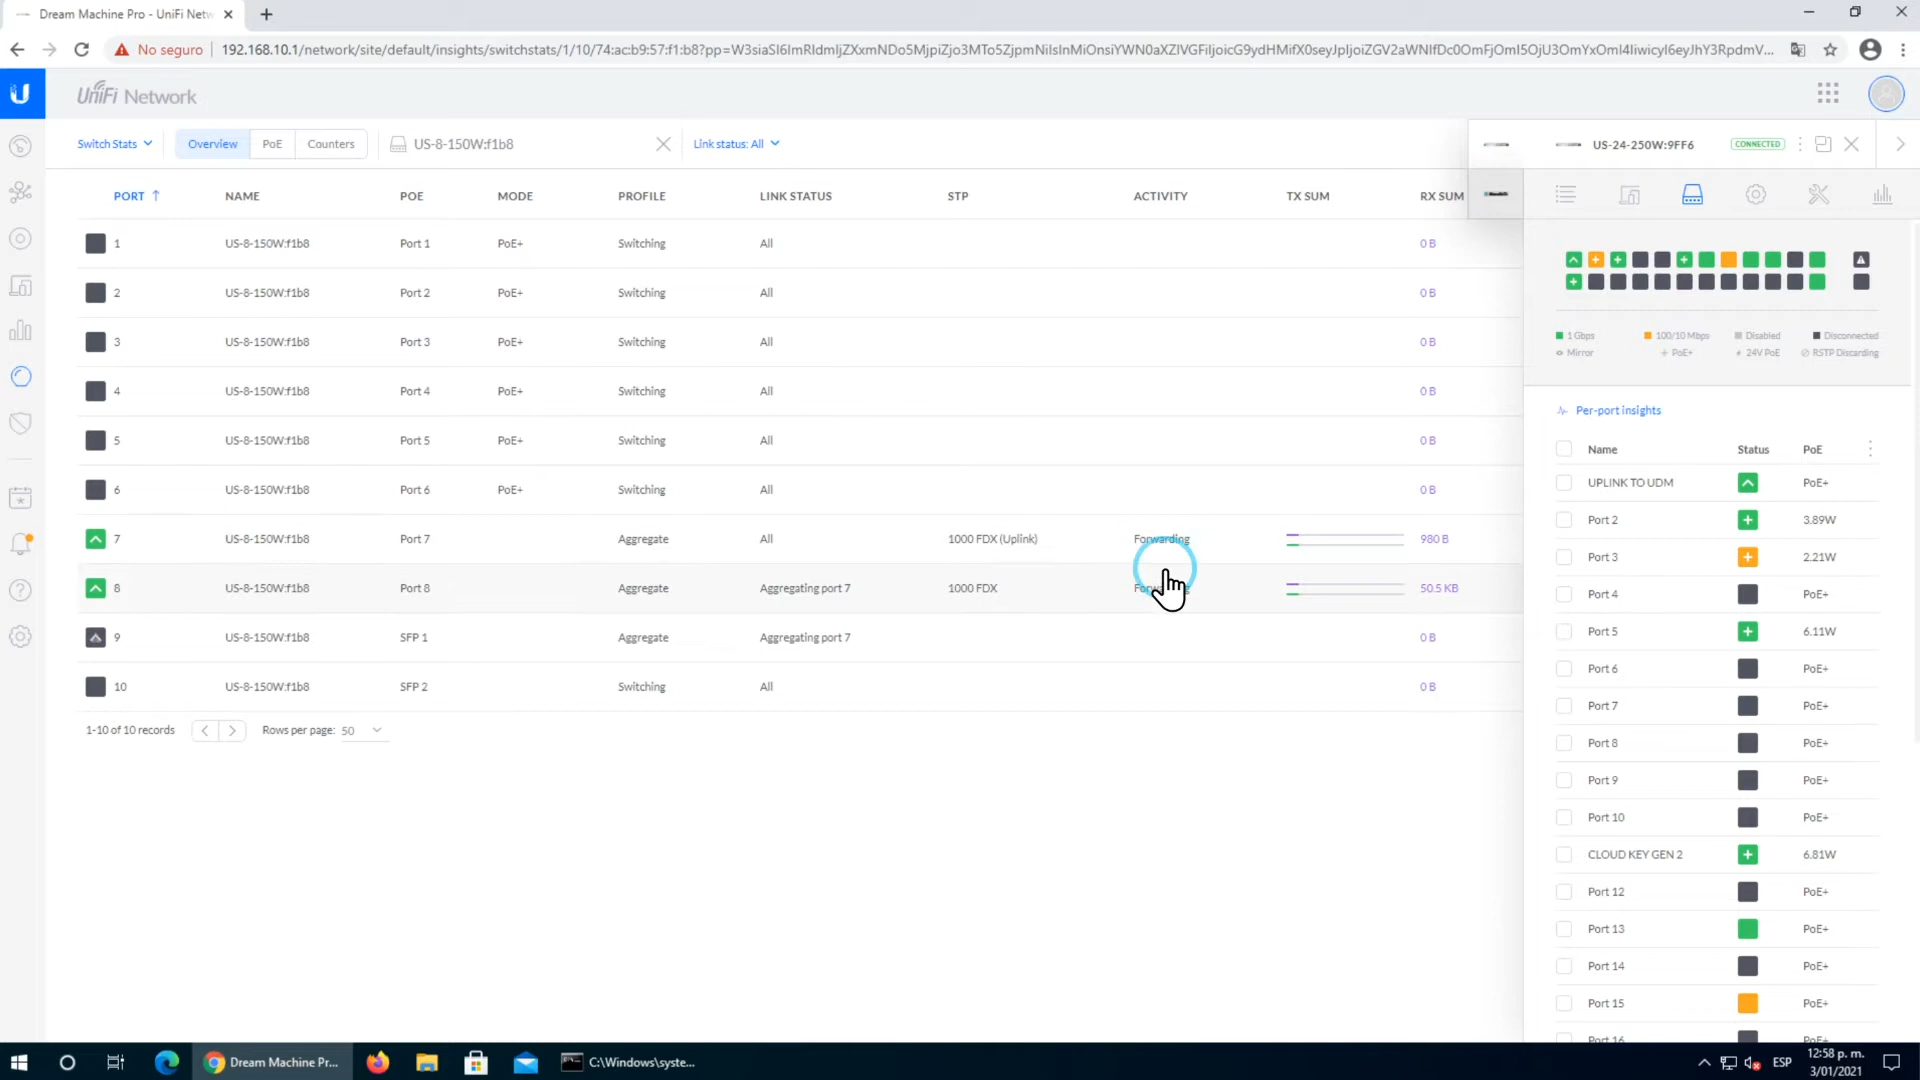 Dream Machine Pro - UniFi Netw
No seguro
192.168.10.1/network/site/default/insights/switchstats/1/10/74:ac:b9:57:f1:b8?pp=
UniFi Network
Switch Stats
Overview
PoE
Counters
US-8-150W:f1b8
Link status: All
US-24-250W:9FF6
CONNECTED
PORT NAME POE MODE PROFILE LINK STATUS STP ACTIVITY TX SUM RX SUM
1 US-8-150W:f1b8 Port 1 PoE+ Switching All 0 B
2 US-8-150W:f1b8 Port 2 PoE+ Switching All 0 B
3 US-8-150W:f1b8 Port 3 PoE+ Switching All 0 B
4 US-8-150W:f1b8 Port 4 PoE+ Switching All 0 B
5 US-8-150W:f1b8 Port 5 PoE+ Switching All 0 B
6 US-8-150W:f1b8 Port 6 PoE+ Switching All 0 B
7 US-8-150W:f1b8 Port 7 Aggregate All 1000 FDX (Uplink) Forwarding 980 B
8 US-8-150W:f1b8 Port 8 Aggregate Aggregating port 7 1000 FDX 50.5 KB
9 US-8-150W:f1b8 SFP 1 Aggregate Aggregating port 7 0 B
10 US-8-150W:f1b8 SFP 2 Switching All 0 B
1-10 of 10 records
Rows per page: 50
1 Gbps 100/10 Mbps Disabled Disconnected
Mirror PoE+ 24V PoE RSTP Discarding
Per-port insights
Name Status PoE
UPLINK TO UDM PoE+
Port 2 3.89W
Port 3 2.21W
Port 4 PoE+
Port 5 6.11W
Port 6 PoE+
Port 7 PoE+
Port 8 PoE+
Port 9 PoE+
Port 10 PoE+
CLOUD KEY GEN 2 6.81W
Port 12 PoE+
Port 13 PoE+
Port 14 PoE+
Port 15 PoE+
Port 16 PoE+
Dream Machine Pr...
C:\Windows\syste...
ESP
12:58 p. m.
3/01/2021